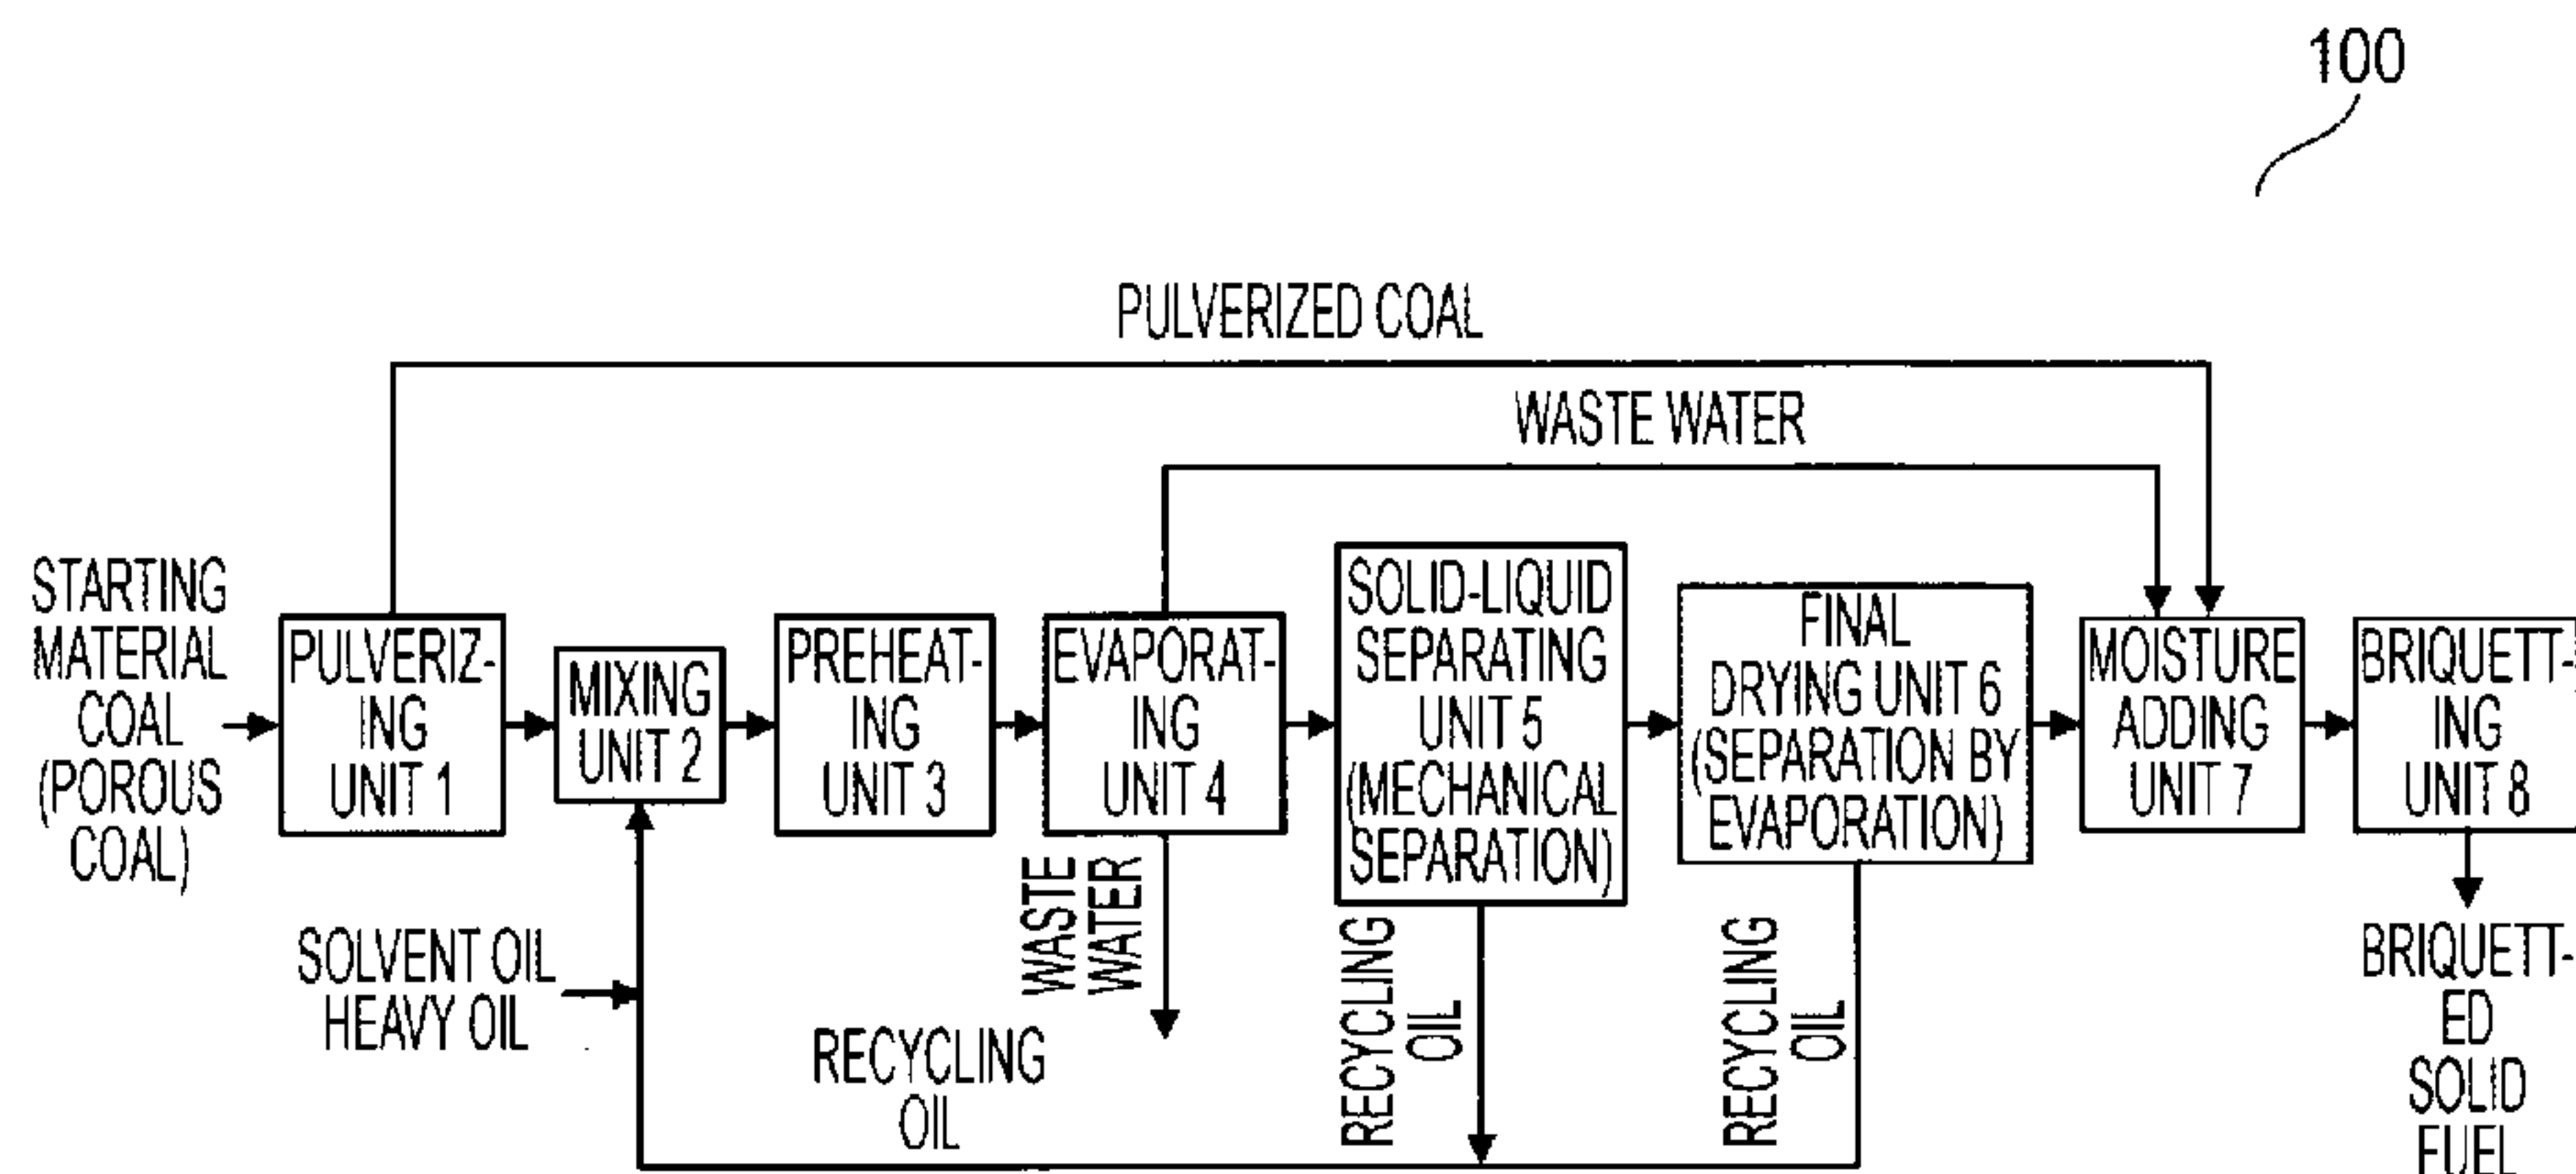 100
PULVERIZED COAL
WASTE WATER
STARTING
MATERIAL
COAL
(POROUS
COAL)
PULVERIZ-
ING
UNIT 1
MIXING
UNIT 2
PREHEAT-
ING
UNIT 3
EVAPORAT-
ING
UNIT 4
SOLID-LIQUID
SEPARATING
UNIT 5
(MECHANICAL
SEPARATION)
FINAL
DRYING UNIT 6
(SEPARATION BY
EVAPORATION)
MOISTURE
ADDING
UNIT 7
BRIQUETT-
ING
UNIT 8
SOLVENT OIL
HEAVY OIL
RECYCLING
OIL
WASTE
WATER
RECYCLING
OIL
RECYCLING
OIL
BRIQUETT-
ED
SOLID
FUEL